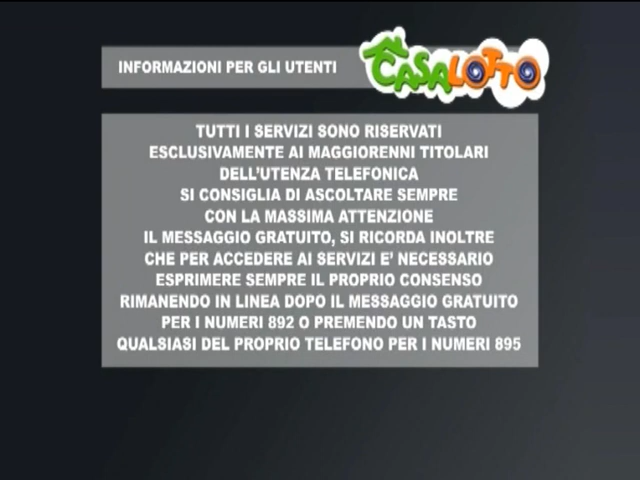 INFORMAZIONI PER GLI UTENTI
CASALOTTO
TUTTI I SERVIZI SONO RISERVATI
ESCLUSIVAMENTE AI MAGGIORENNI TITOLARI
DELL'UTENZA TELEFONICA
SI CONSIGLIA DI ASCOLTARE SEMPRE
CON LA MASSIMA ATTENZIONE
IL MESSAGGIO GRATUITO, SI RICORDA INOLTRE
CHE PER ACCEDERE AI SERVIZI E' NECESSARIO
ESPRIMERE SEMPRE IL PROPRIO CONSENSO
RIMANENDO IN LINEA DOPO IL MESSAGGIO GRATUITO
PER I NUMERI 892 O PREMENDO UN TASTO
QUALSIASI DEL PROPRIO TELEFONO PER I NUMERI 895